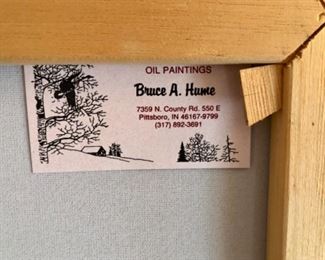 OIL PAINTINGS
Bruce A. Hume
7359 N. County Rd. 550 E
Pittsboro, IN 46167-9799
(317) 892-3691